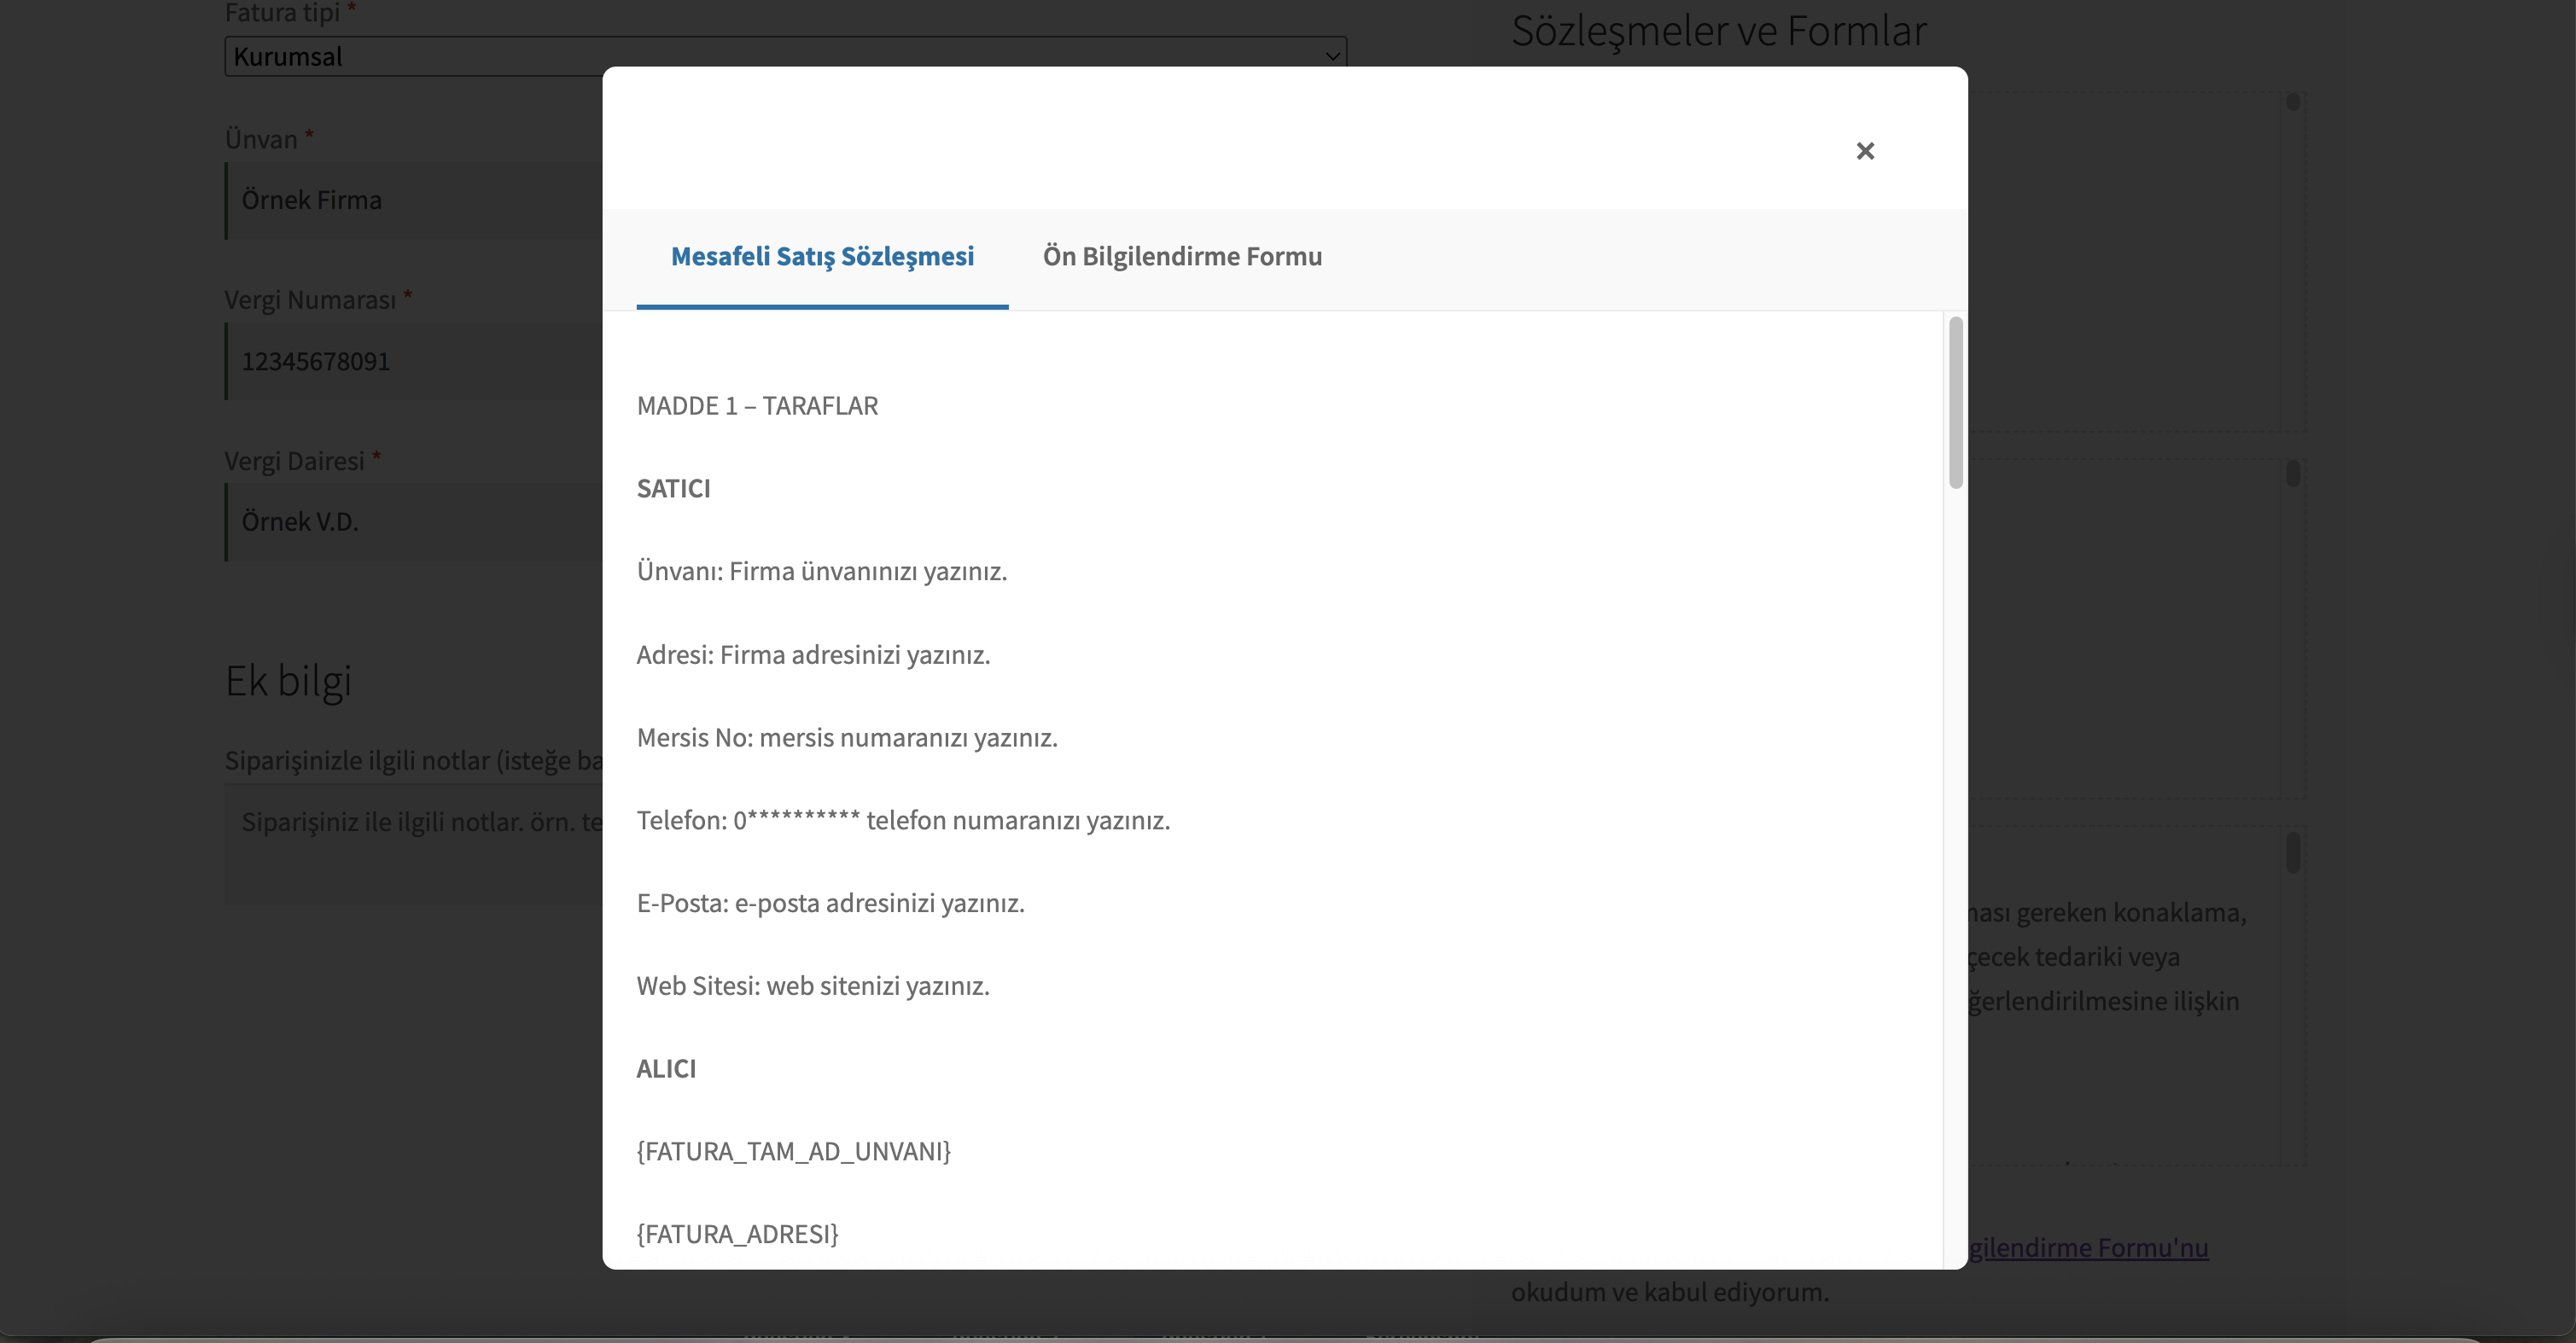 Fatura tipi *
Kurumsal
Ünvan *
Örnek Firma
Vergi Numarası *
12345678091
Vergi Dairesi *
Örnek V.D.
Ek bilgi
Siparişinizle ilgili notlar (isteğe ba
Siparişiniz ile ilgili notlar. örn. te
×
Mesafeli Satış Sözleşmesi
Ön Bilgilendirme Formu
MADDE 1 – TARAFLAR
SATICI
Ünvanı: Firma ünvanınızı yazınız.
Adresi: Firma adresinizi yazınız.
Mersis No: mersis numaranızı yazınız.
Telefon: 0********** telefon numaranızı yazınız.
E-Posta: e-posta adresinizi yazınız.
Web Sitesi: web sitenizi yazınız.
ALICI
{FATURA_TAM_AD_UNVANI}
{FATURA_ADRESI}
Sözleşmeler ve Formlar
gereken konaklama,
tedariki veya
ilişkin
gilendirme Formu'nu
okudum ve kabul ediyorum.